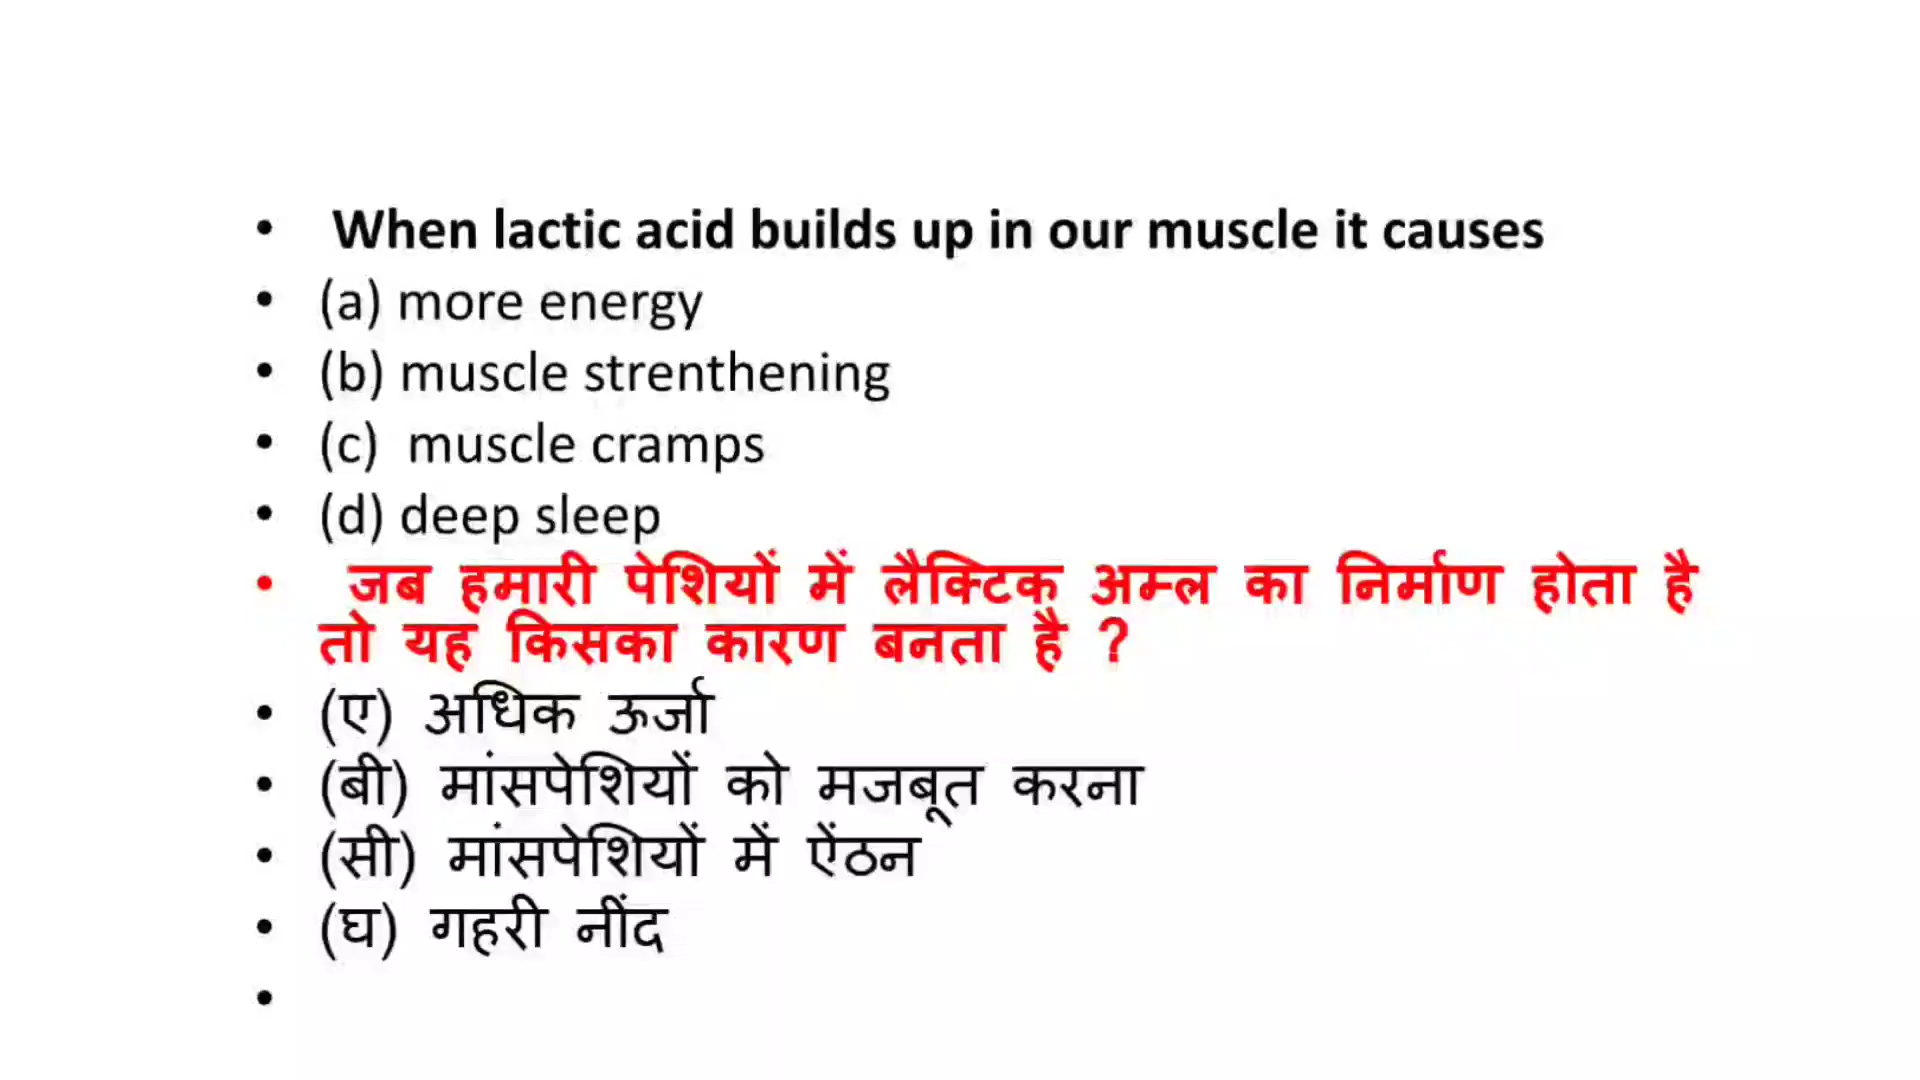 • When lactic acid builds up in our muscle it causes
• (a) more energy
• (b) muscle strenthening
• (c) muscle cramps
• (d) deep sleep
• जब हमारी पेशियों में लैक्टिक अम्ल का निर्माण होता है
तो यह किसका कारण बनता है ?
• (ए) अधिक ऊर्जा
• (बी) मांसपेशियों को मजबूत करना
• (सी) मांसपेशियों में ऐंठन
• (घ) गहरी नींद
•